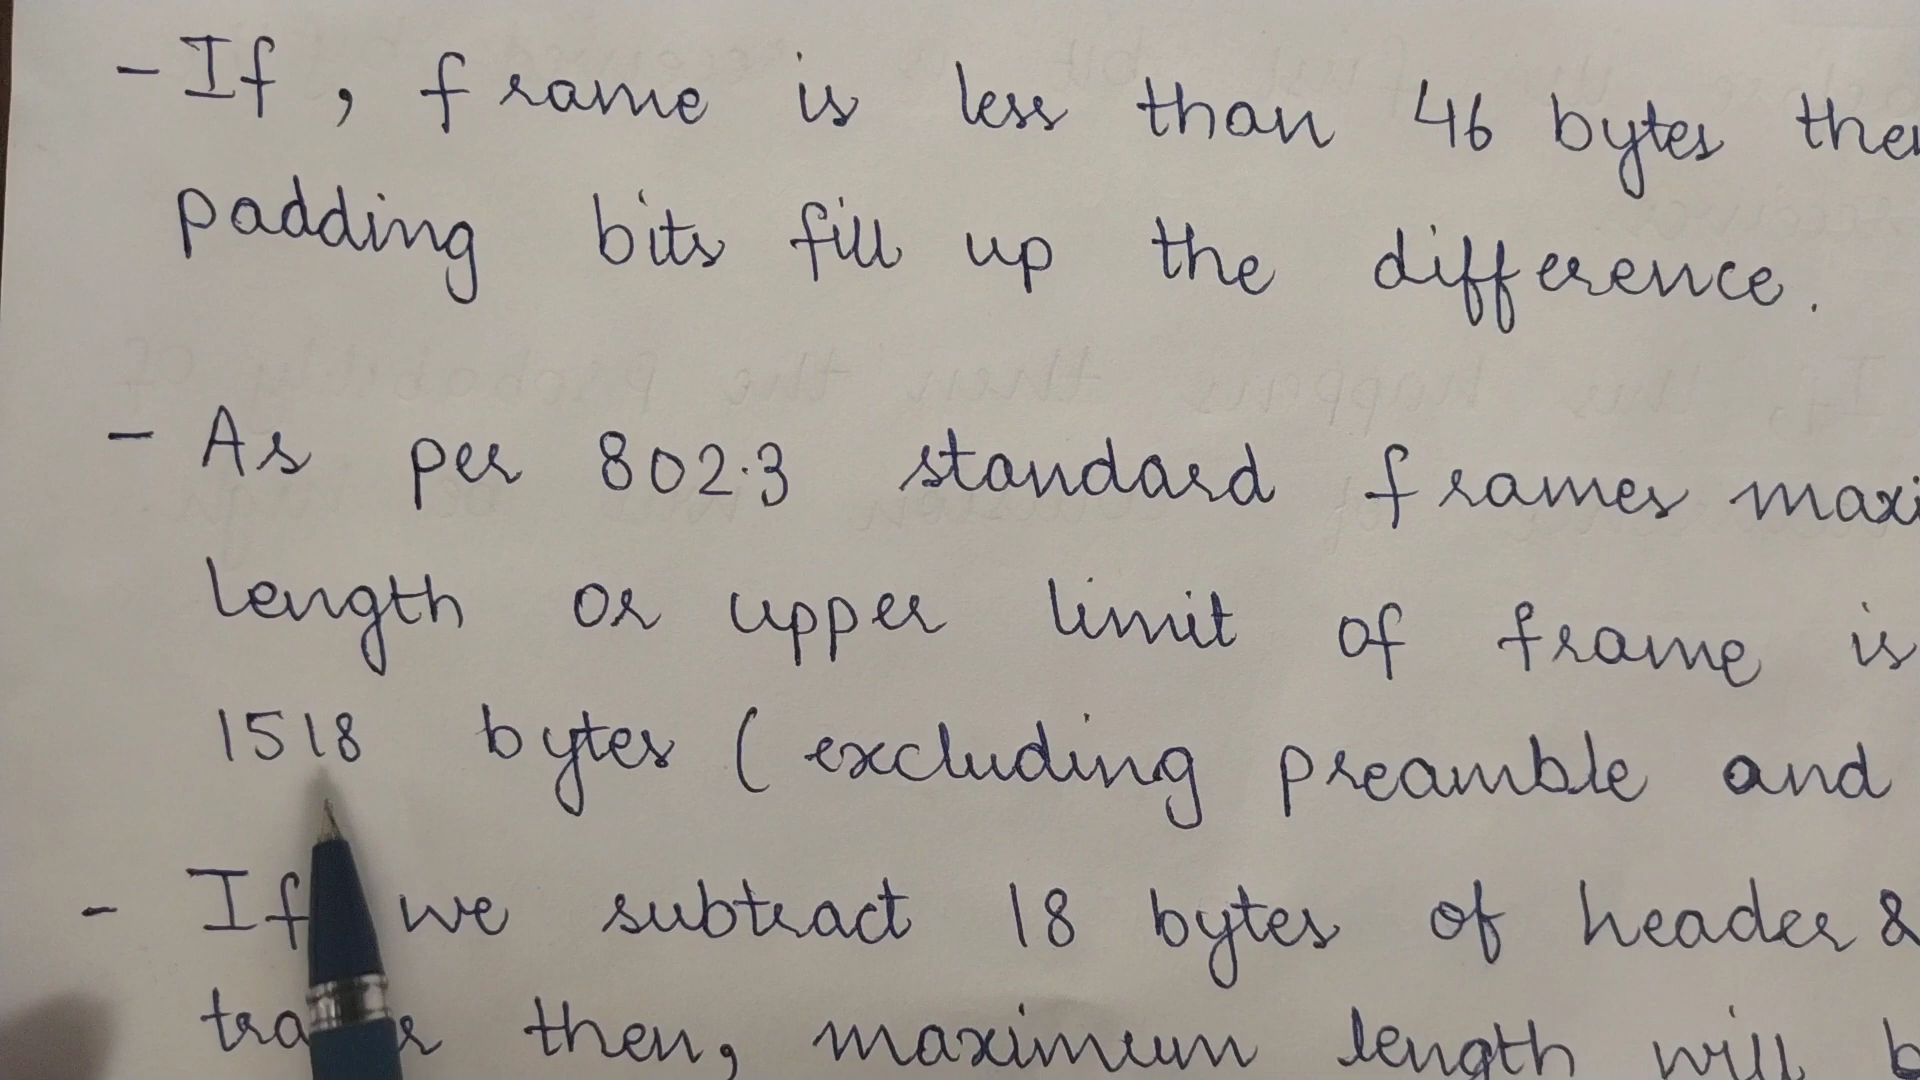 - If, frame is less than 46 bytes then
padding bits fill up the difference.
- As per 802.3 standard frames maxi
length or upper limit of frame is
1518 bytes (excluding preamble and
- If we subtract 18 bytes of header &
then, maximum length will b